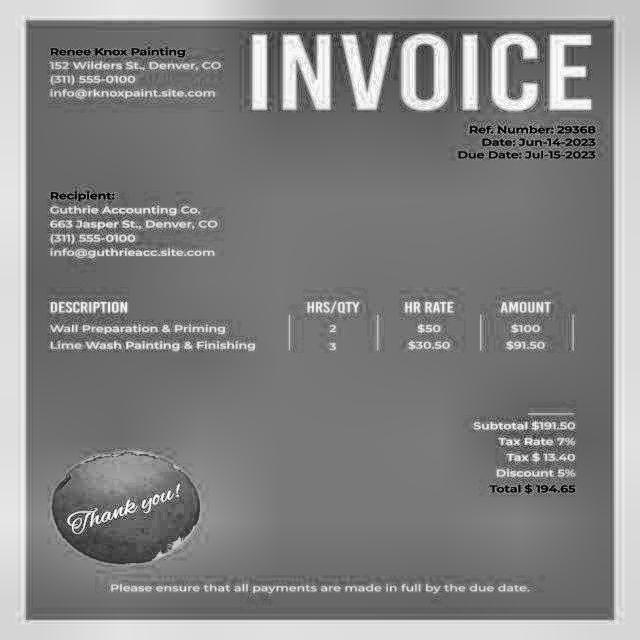 INVOICE
Renee Knox Painting
152 Wilders St., Denver, CO
(311) 555-0100
info@rknoxpaint.site.com
Ref. Number: 29368
Date: Jun-14-2023
Due Date: Jul-15-2023
Recipient:
Guthrie Accounting Co.
663 Jasper St., Denver, CO
(311) 555-0100
info@guthrieacc.site.com
DESCRIPTION HRS/QTY HR RATE AMOUNT
Wall Preparation & Priming 2 $50 $100
Lime Wash Painting & Finishing 3 $30.50 $91.50
Subtotal $191.50
Tax Rate 7%
Tax $ 13.40
Discount 5%
Total $ 194.65
Thank you!
Please ensure that all payments are made in full by the due date.